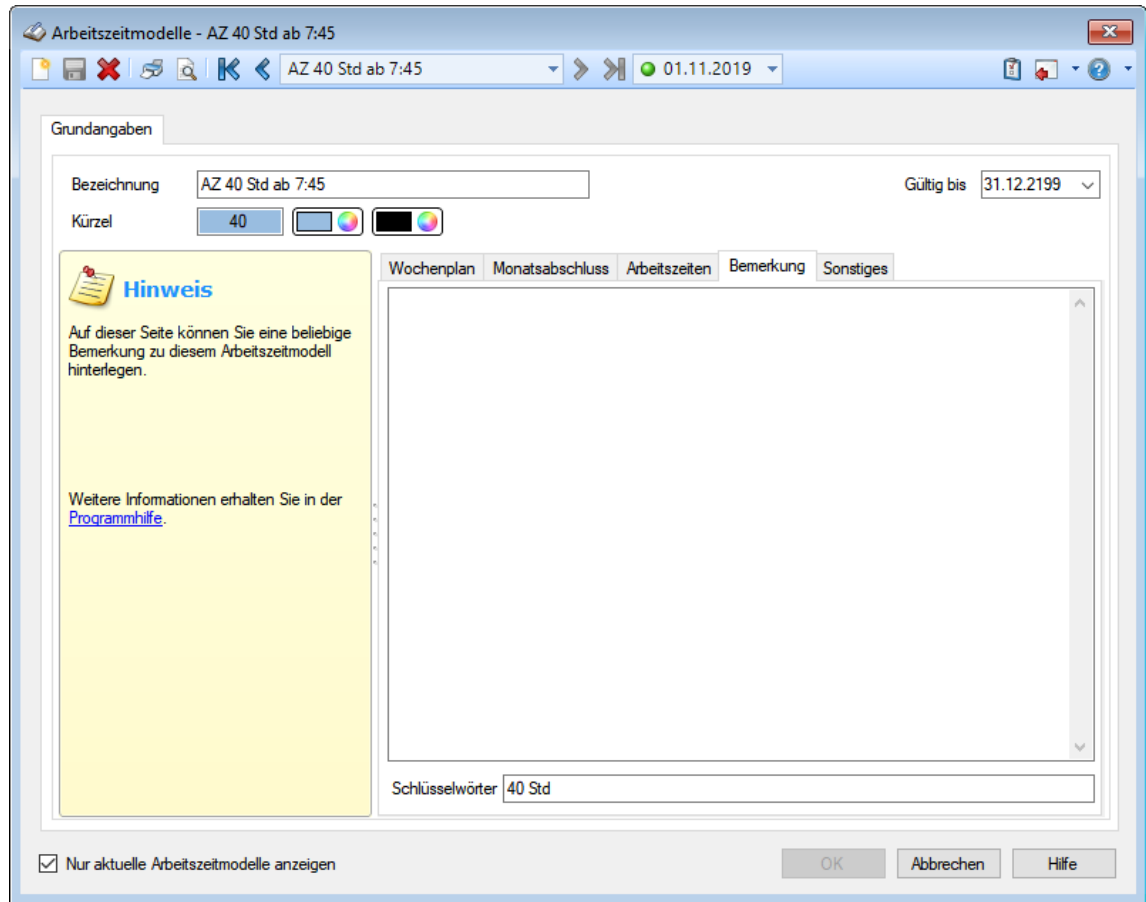 Arbeitszeitmodelle - AZ 40 Std ab 7:45
AZ 40 Std ab 7:45
01.11.2019
Grundangaben
Bezeichnung AZ 40 Std ab 7:45 Gültig bis 31.12.2199
Kürzel 40
Hinweis
Auf dieser Seite können Sie eine beliebige
Bemerkung zu diesem Arbeitszeitmodell
hinterlegen.
Weitere Informationen erhalten Sie in der
Programmhilfe.
Wochenplan Monatsabschluss Arbeitszeiten Bemerkung Sonstiges
Schlüsselwörter 40 Std
Nur aktuelle Arbeitszeitmodelle anzeigen
OK Abbrechen Hilfe